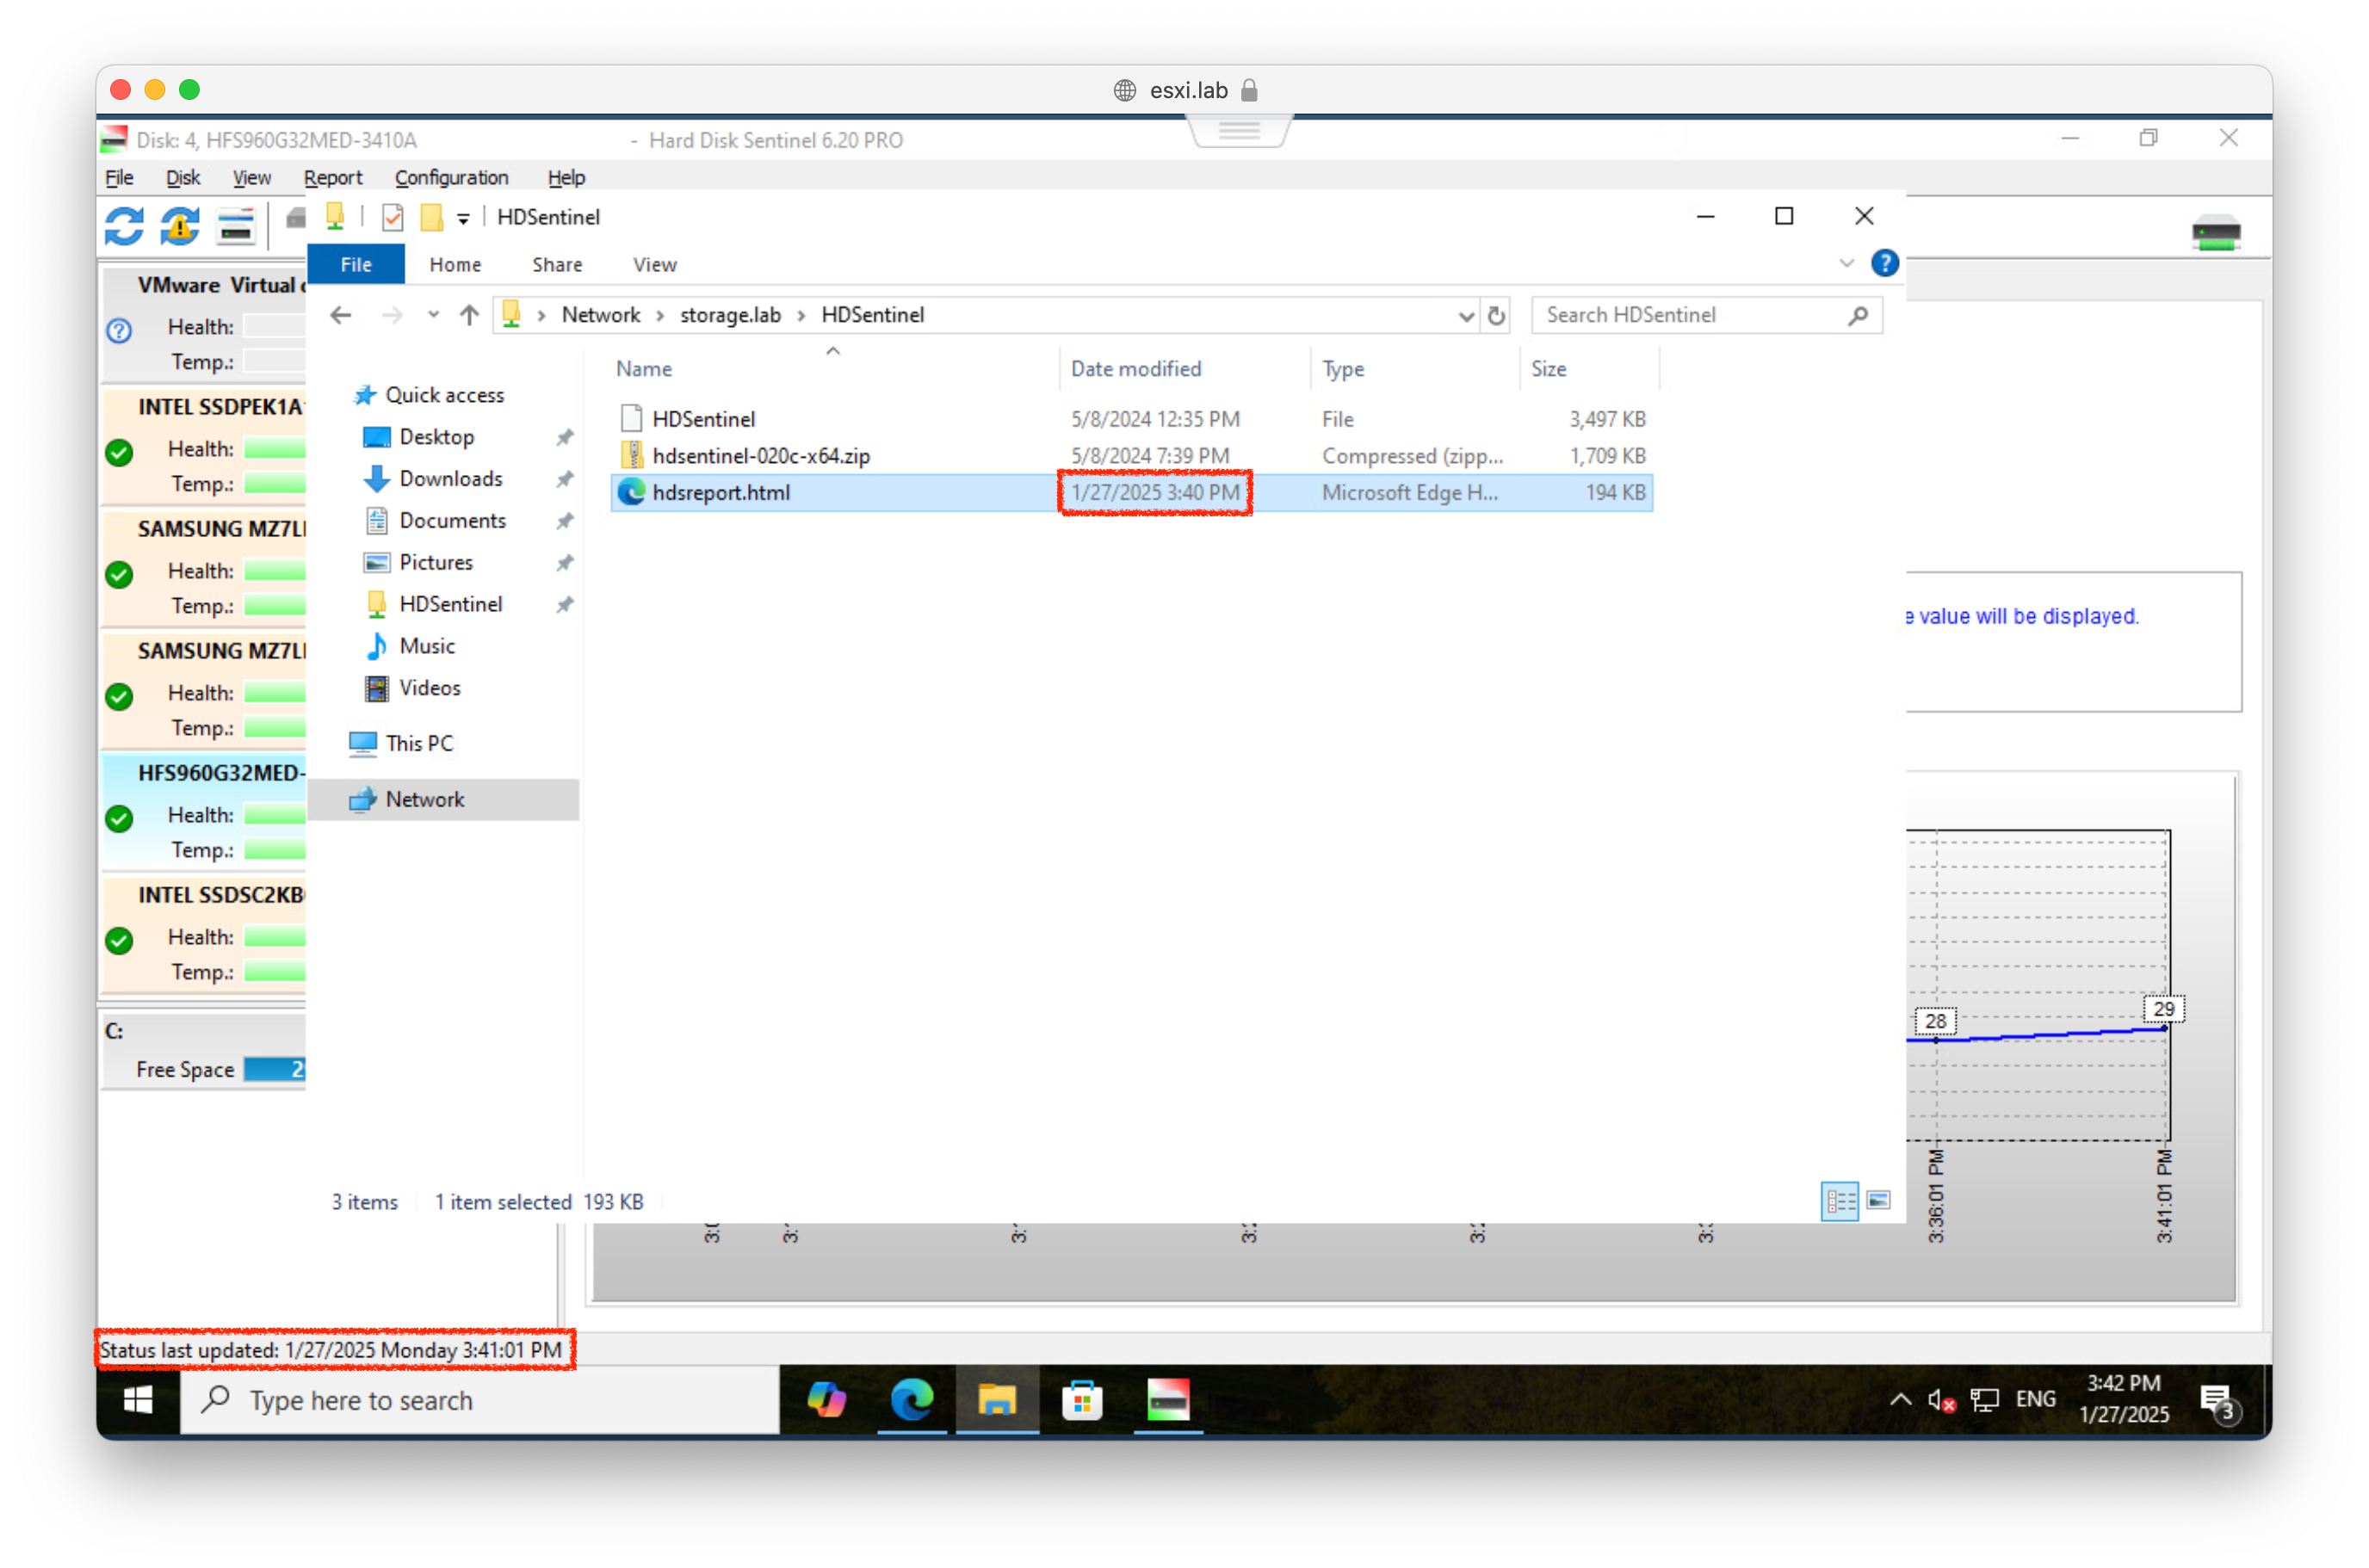 esxi.lab
Disk: 4, HFS960G32MED-3410A - Hard Disk Sentinel 6.20 PRO
File Disk View Report Configuration Help
HDSentinel
File Home Share View
Network › storage.lab › HDSentinel
Search HDSentinel
Name Date modified Type Size
HDSentinel 5/8/2024 12:35 PM File 3,497 KB
hdsentinel-020c-x64.zip 5/8/2024 7:39 PM Compressed (zipp... 1,709 KB
hdsreport.html 1/27/2025 3:40 PM Microsoft Edge H... 194 KB
Quick access
Desktop
Downloads
Documents
Pictures
HDSentinel
Music
Videos
This PC
Network
3 items 1 item selected 193 KB
VMware Virtual
Health:
Temp.:
INTEL SSDPEK1A
Health:
Temp.:
SAMSUNG
Health:
Temp.:
SAMSUNG
Health:
Temp.:
HFS960G32MED-
Health:
Temp.:
INTEL SSDSC2KB
Health:
Temp.:
C:
Free Space
e value will be displayed.
28
29
3:36:01 PM
3:41:01 PM
Status last updated: 1/27/2025 Monday 3:41:01 PM
Type here to search
ENG
3:42 PM
1/27/2025
3